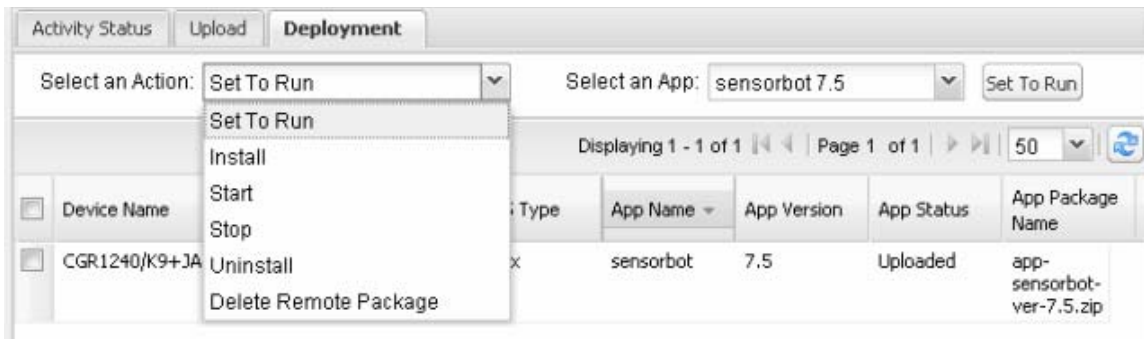 Activity Status Upload Deployment
Select an Action: Set To Run Select an App: sensorbot 7.5 Set To Run
Set To Run
Install
Start
Stop
Uninstall
Delete Remote Package
Displaying 1 - 1 of 1 Page 1 of 1 50
Device Name Type App Name App Version App Status App Package
Name
CGR1240/K9+JA x sensorbot 7.5 Uploaded app-
sensorbot-
ver-7.5.zip